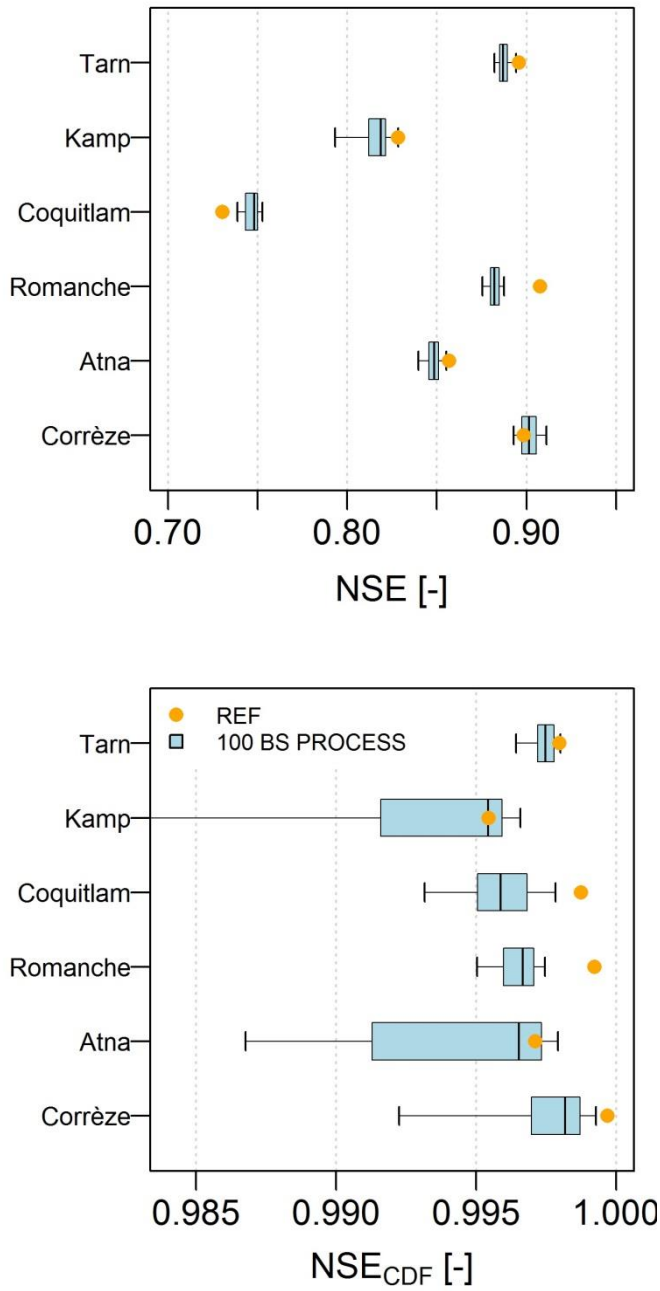 Tarn
Kamp
Coquitlam
Romanche
Atna
Corrèze
0.70 0.80 0.90
NSE [-]
REF
100 BS PROCESS
Tarn
Kamp
Coquitlam
Romanche
Atna
Corrèze
0.985 0.990 0.995 1.000
NSE_CDF [-]